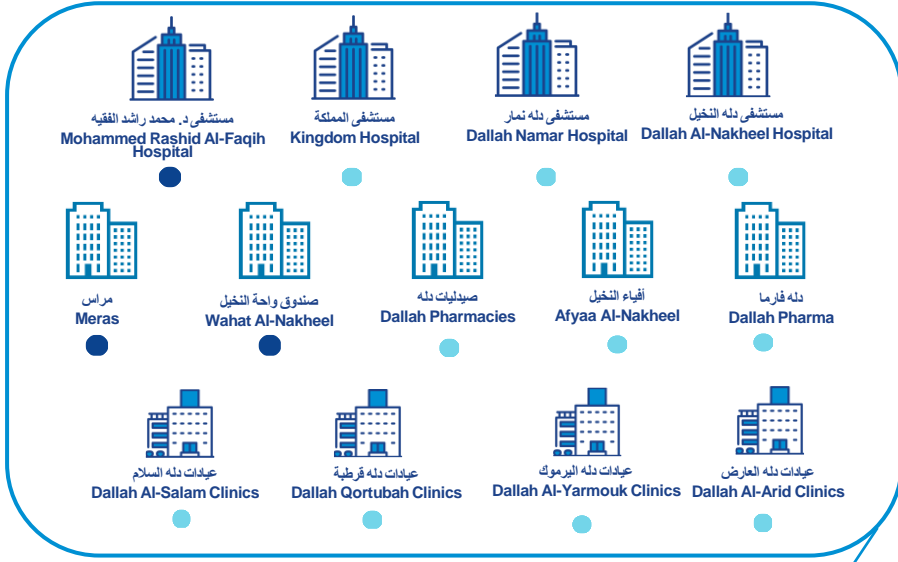 مستشفى د. محمد راشد الفقيه
Mohammed Rashid Al-Faqih
Hospital
مستشفى المملكة
Kingdom Hospital
مستشفى دله نمار
Dallah Namar Hospital
مستشفى دله النخيل
Dallah Al-Nakheel Hospital
مراس
Meras
صندوق واحة النخيل
Wahat Al-Nakheel
صيدليات دله
Dallah Pharmacies
أفياء النخيل
Afyaa Al-Nakheel
دله فارما
Dallah Pharma
عيادات دله السلام
Dallah Al-Salam Clinics
عيادات دله قرطبة
Dallah Qortubah Clinics
عيادات دله اليرموك
Dallah Al-Yarmouk Clinics
عيادات دله العارض
Dallah Al-Arid Clinics